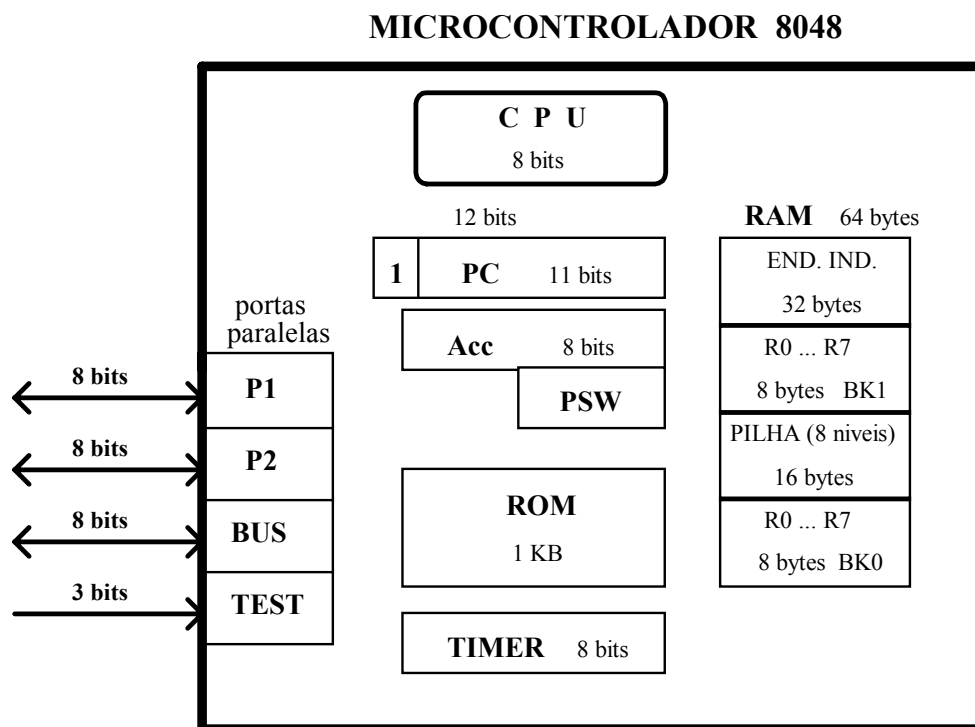 MICROCONTROLADOR 8048
C P U
8 bits
12 bits
1 PC 11 bits
Acc 8 bits
PSW
ROM
1 KB
TIMER 8 bits
portas
paralelas
8 bits P1
8 bits P2
8 bits BUS
3 bits TEST
RAM 64 bytes
END. IND.
32 bytes
R0 ... R7
8 bytes BK1
PILHA (8 niveis)
16 bytes
R0 ... R7
8 bytes BK0